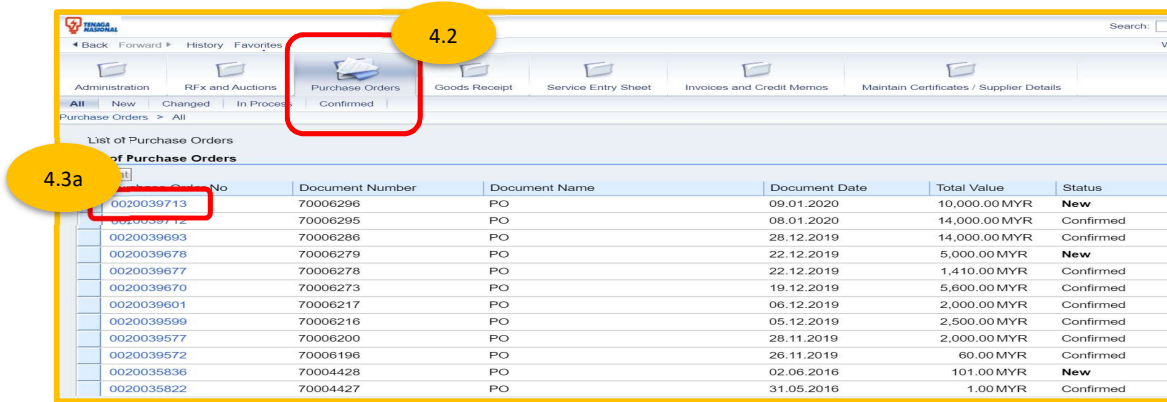 TENAGA
NASIONAL
Search:
Back Forward History Favorites
4.2
Administration RFx and Auctions Purchase Orders Goods Receipt Service Entry Sheet Invoices and Credit Memos Maintain Certificates / Supplier Details
All New Changed In Process Confirmed
Purchase Orders > All
List of Purchase Orders
of Purchase Orders
4.3a
Purchase Order No Document Number Document Name Document Date Total Value Status
0020039713 70006296 PO 09.01.2020 10,000.00 MYR New
0020039712 70006295 PO 08.01.2020 14,000.00 MYR Confirmed
0020039693 70006286 PO 28.12.2019 14,000.00 MYR Confirmed
0020039678 70006279 PO 22.12.2019 5,000.00 MYR New
0020039677 70006278 PO 22.12.2019 1,410.00 MYR Confirmed
0020039670 70006273 PO 19.12.2019 5,600.00 MYR Confirmed
0020039601 70006217 PO 06.12.2019 2,000.00 MYR Confirmed
0020039599 70006216 PO 05.12.2019 2,500.00 MYR Confirmed
0020039577 70006200 PO 28.11.2019 2,000.00 MYR Confirmed
0020039572 70006196 PO 26.11.2019 60.00 MYR Confirmed
0020035836 70004428 PO 02.06.2016 101.00 MYR New
0020035822 70004427 PO 31.05.2016 1.00 MYR Confirmed